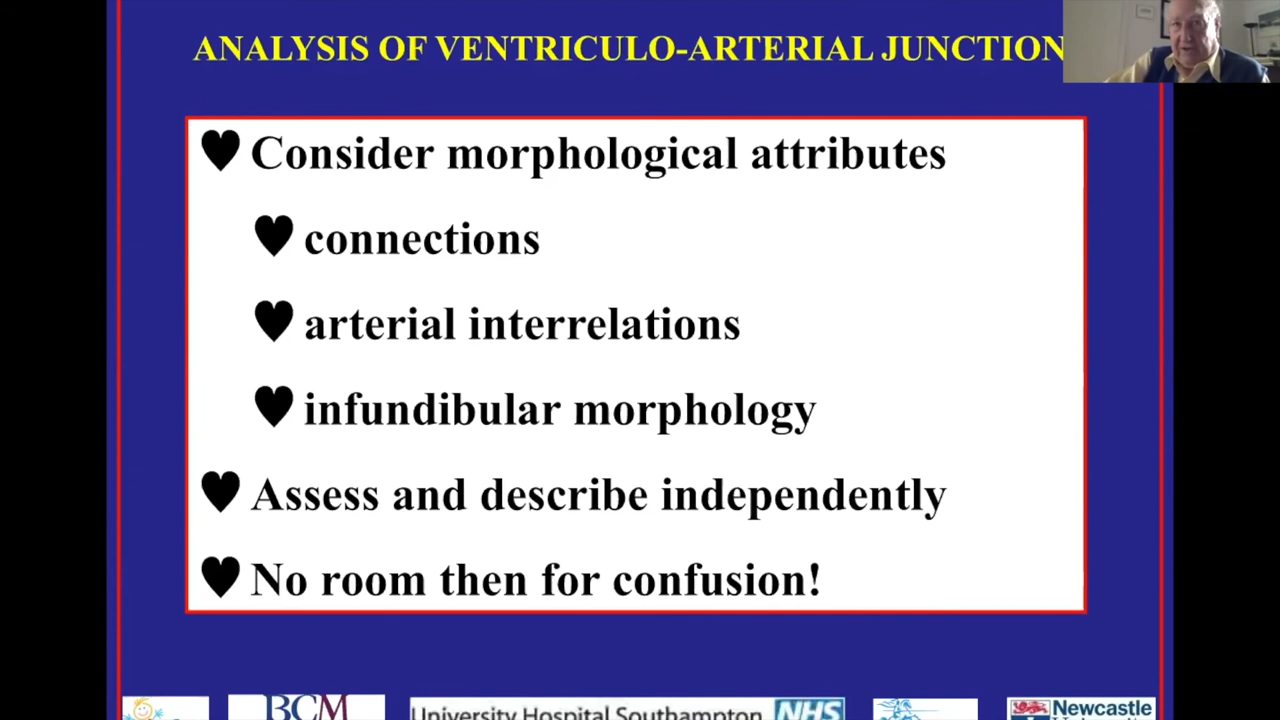 ANALYSIS OF VENTRICULO-ARTERIAL JUNCTION
Consider morphological attributes
connections
arterial interrelations
infundibular morphology
Assess and describe independently
No room then for confusion!
BCM
University Hospital Southampton NHS
Newcastle